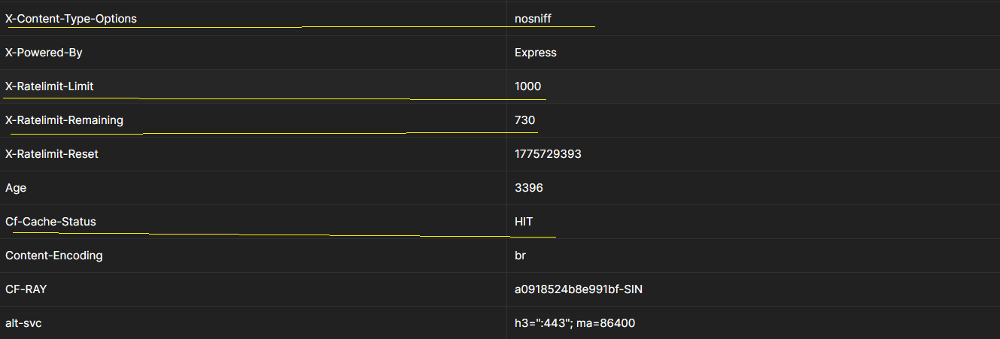 X-Content-Type-Options nosniff
X-Powered-By Express
X-Ratelimit-Limit 1000
X-Ratelimit-Remaining 730
X-Ratelimit-Reset 1775729393
Age 3396
Cf-Cache-Status HIT
Content-Encoding br
CF-RAY a0918524b8e991bf-SIN
alt-svc h3=":443"; ma=86400